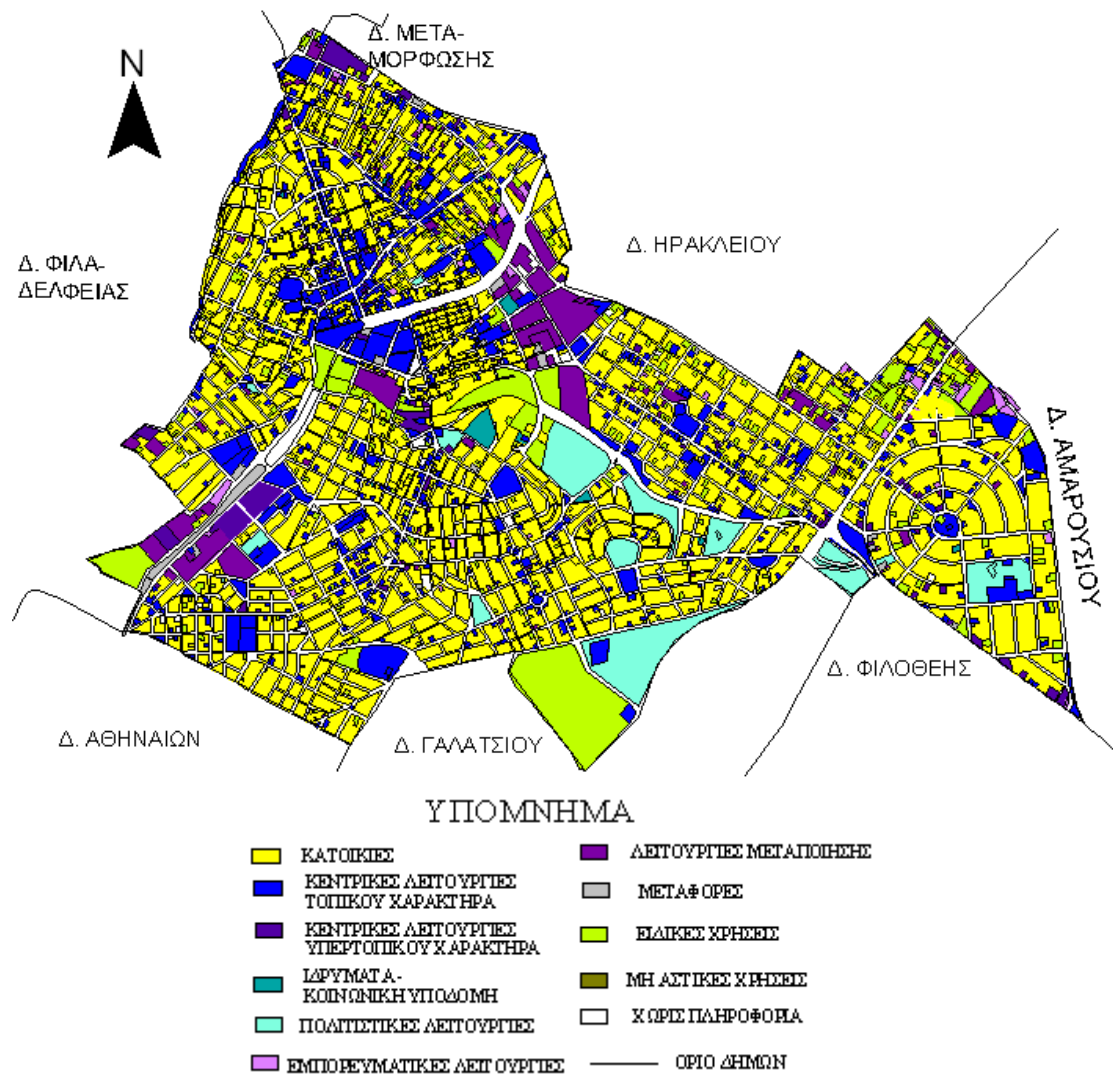 Δ. ΜΕΤΑ-
ΜΟΡΦΩΣΗΣ
N
Δ. ΗΡΑΚΛΕΙΟΥ
Δ. ΦΙΛΑ-
ΔΕΛΦΕΙΑΣ
Δ. ΑΜΑΡΟΥΣΙΟΥ
Δ. ΦΙΛΟΘΕΗΣ
Δ. ΑΘΗΝΑΙΩΝ
Δ. ΓΑΛΑΤΣΙΟΥ
ΥΠΟΜΝΗΜΑ
ΚΑΤΟΙΚΙΕΣ
ΚΕΝΤΡΙΚΕΣ ΛΕΙΤΟΥΡΓΙΕΣ
ΤΟΠΙΚΟΥ ΧΑΡΑΚΤΗΡΑ
ΚΕΝΤΡΙΚΕΣ ΛΕΙΤΟΥΡΓΙΕΣ
ΥΠΕΡΤΟΠΙΚΟΥ ΧΑΡΑΚΤΗΡΑ
ΙΔΡΥΜΑΤΑ-
ΚΟΙΝΩΝΙΚΗ ΥΠΟΔΟΜΗ
ΠΟΛΙΤΙΣΤΙΚΕΣ ΛΕΙΤΟΥΡΓΙΕΣ
ΕΜΠΟΡΕΥΜΑΤΙΚΕΣ ΛΕΙΤΟΥΡΓΙΕΣ
ΛΕΙΤΟΥΡΓΙΕΣ ΜΕΤΑΠΟΙΗΣΗΣ
ΜΕΤΑΦΟΡΕΣ
ΕΙΔΙΚΕΣ ΧΡΗΣΕΙΣ
ΜΗ ΑΣΤΙΚΕΣ ΧΡΗΣΕΙΣ
ΧΩΡΙΣ ΠΛΗΡΟΦΟΡΙΑ
ΟΡΙΟ ΔΗΜΩΝ